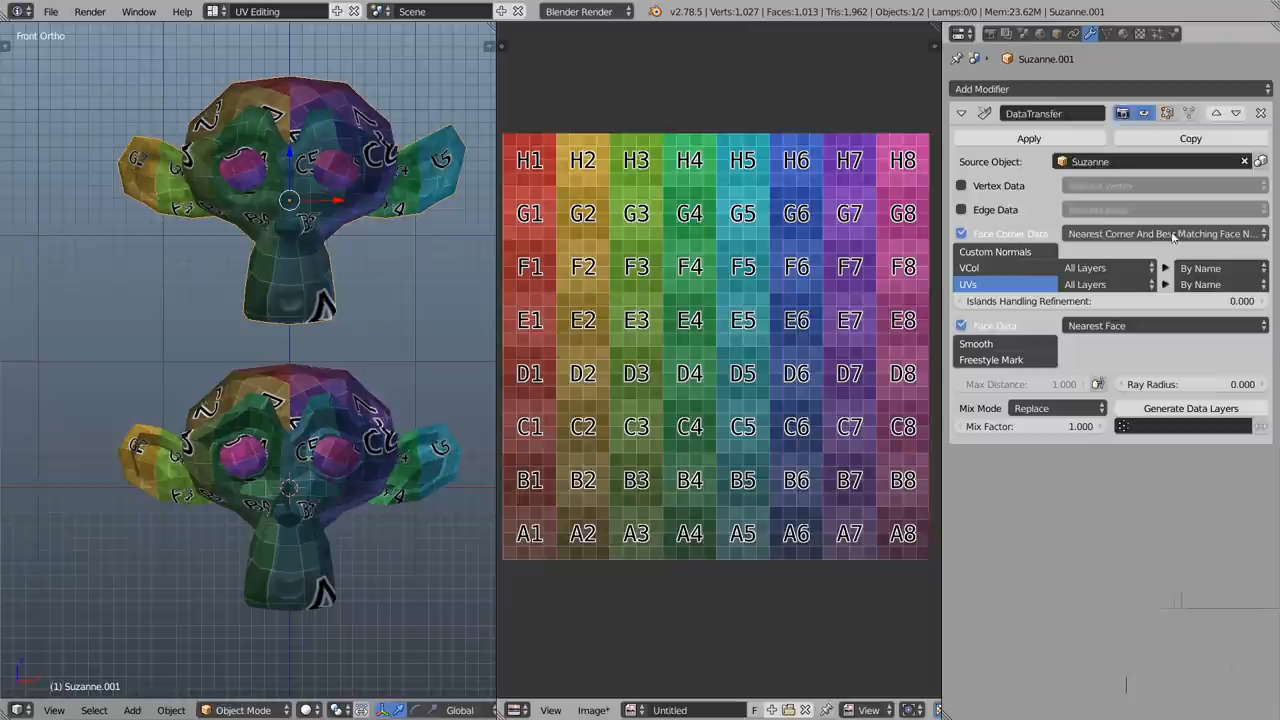 File Render Window Help UV Editing Scene Blender Render v2.78.5 | Verts:1,027 | Faces:1,013 | Tris:1,962 | Objects:1/2 | Lamps:0/0 | Mem:23.62M | Suzanne.001
Front Ortho
Suzanne.001
Add Modifier
DataTransfer
Apply Copy
Source Object: Suzanne
Vertex Data
Edge Data
Face Corner Data Nearest Corner And Best Matching Face N...
Custom Normals
VCol All Layers By Name
UVs All Layers By Name
Islands Handling Refinement: 0.000
Face Data Nearest Face
Smooth
Freestyle Mark
Max Distance: 1.000 Ray Radius: 0.000
Mix Mode Replace Generate Data Layers
Mix Factor: 1.000
H1 H2 H3 H4 H5 H6 H7 H8
G1 G2 G3 G4 G5 G6 G7 G8
F1 F2 F3 F4 F5 F6 F7 F8
E1 E2 E3 E4 E5 E6 E7 E8
D1 D2 D3 D4 D5 D6 D7 D8
C1 C2 C3 C4 C5 C6 C7 C8
B1 B2 B3 B4 B5 B6 B7 B8
A1 A2 A3 A4 A5 A6 A7 A8
(1) Suzanne.001
View Select Add Object Object Mode Global View Image* Untitled F View